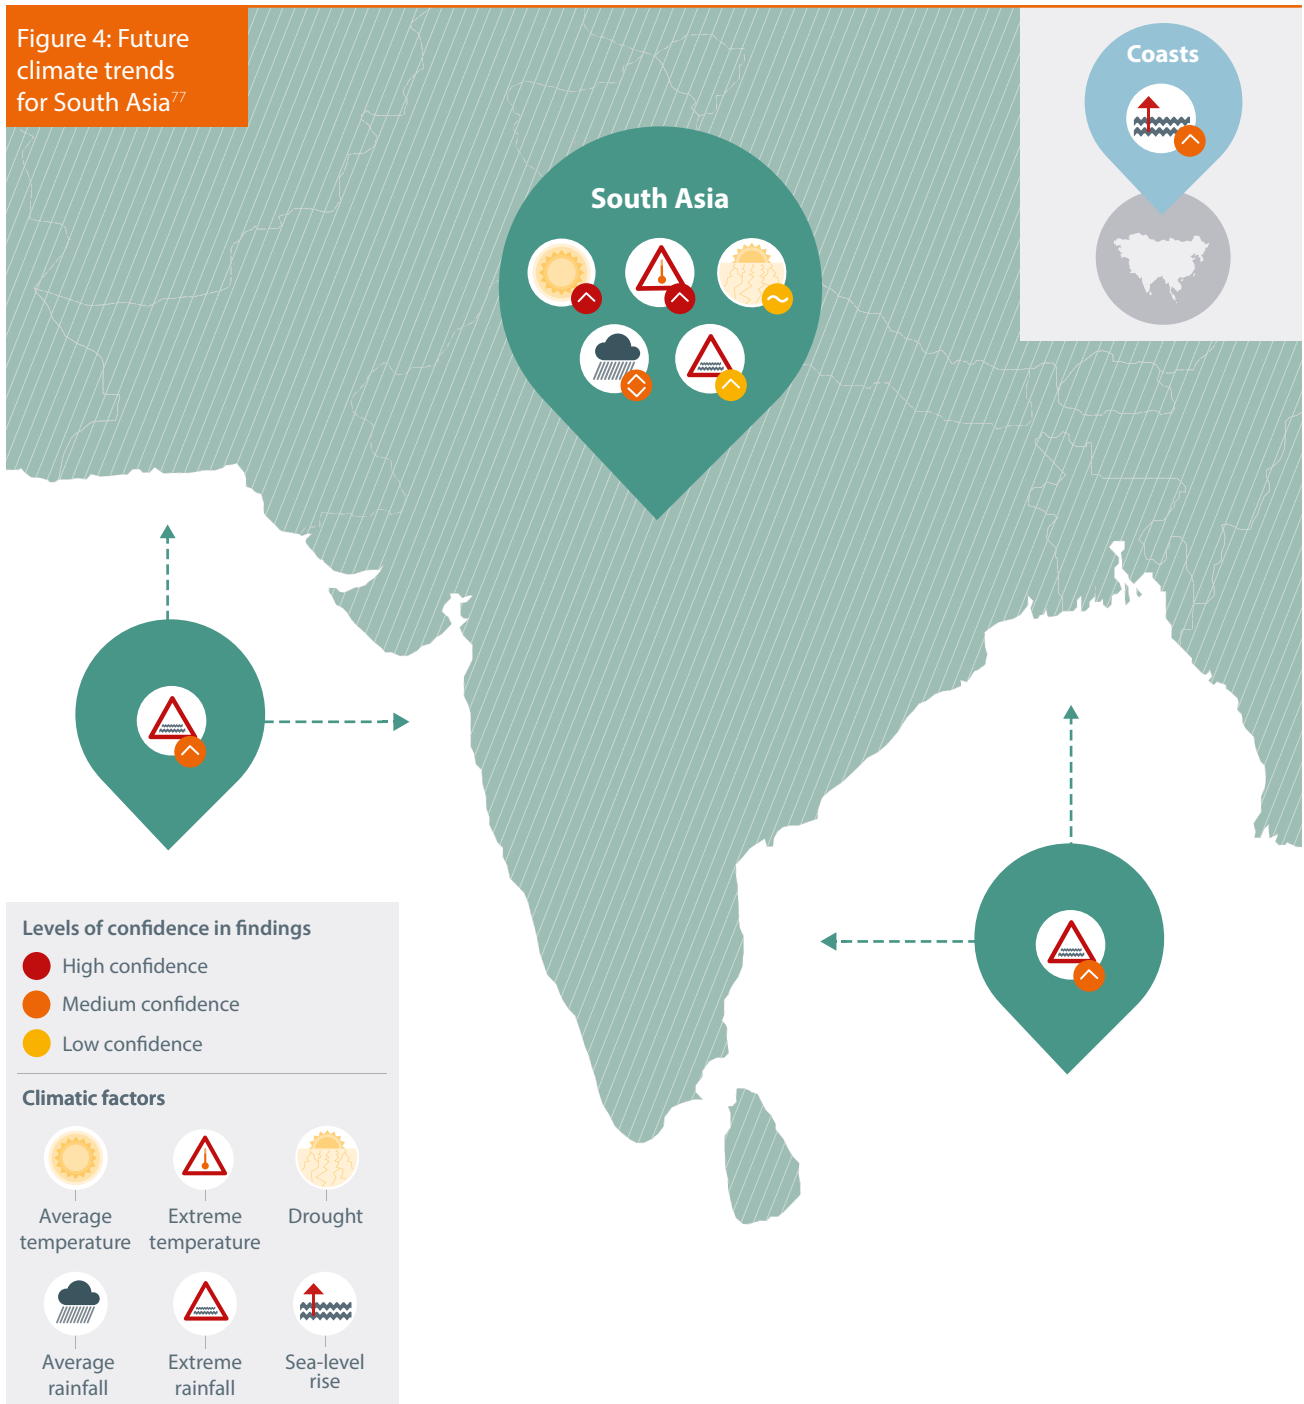 Figure 4: Future
climate trends
for South Asia77
Coasts
South Asia
Levels of confidence in findings
High confidence
Medium confidence
Low confidence
Climatic factors
Average
temperature
Extreme
temperature
Drought
Average
rainfall
Extreme
rainfall
Sea-level
rise